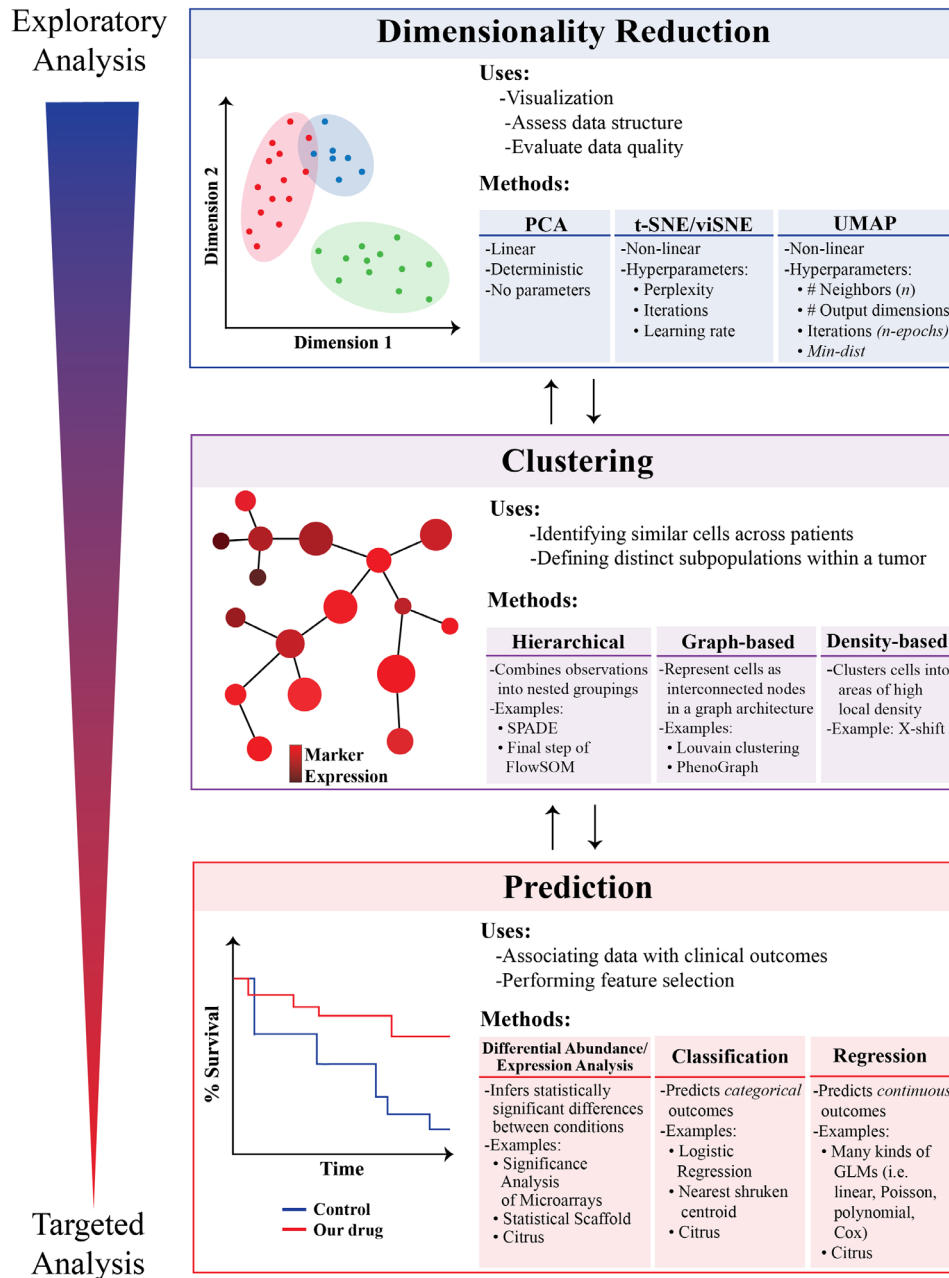 Exploratory
Analysis
Dimensionality Reduction
Dimension 2
Dimension 1
Uses:
-Visualization
-Assess data structure
-Evaluate data quality
Methods:
PCA
-Linear
-Deterministic
-No parameters
t-SNE/viSNE
-Non-linear
-Hyperparameters:
• Perplexity
• Iterations
• Learning rate
UMAP
-Non-linear
-Hyperparameters:
• # Neighbors (n)
• # Output dimensions
• Iterations (n-epochs)
• Min-dist
Clustering
Marker
Expression
Uses:
-Identifying similar cells across patients
-Defining distinct subpopulations within a tumor
Methods:
Hierarchical
-Combines observations
into nested groupings
-Examples:
• SPADE
• Final step of
FlowSOM
Graph-based
-Represent cells as
interconnected nodes
in a graph architecture
-Examples:
• Louvain clustering
• PhenoGraph
Density-based
-Clusters cells into
areas of high
local density
-Example: X-shift
Prediction
% Survival
Time
Control
Our drug
Uses:
-Associating data with clinical outcomes
-Performing feature selection
Methods:
Differential Abundance/
Expression Analysis
-Infers statistically
significant differences
between conditions
-Examples:
• Significance
Analysis
of Microarrays
• Statistical Scaffold
• Citrus
Classification
-Predicts categorical
outcomes
-Examples:
• Logistic
Regression
• Nearest shruken
centroid
• Citrus
Regression
-Predicts continuous
outcomes
-Examples:
• Many kinds of
GLMs (i.e.
linear, Poisson,
polynomial,
Cox)
• Citrus
Targeted
Analysis